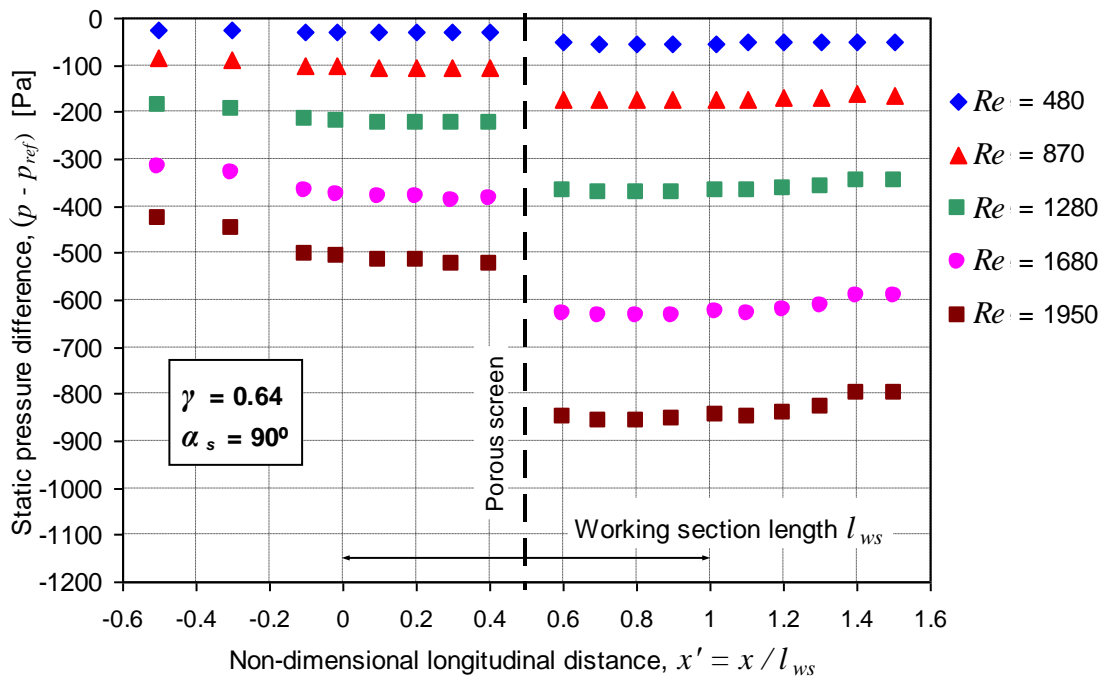 Static pressure difference, (p - p_ref) [Pa]
0
-100
-200
-300
-400
-500
-600
-700
-800
-900
-1000
-1100
-1200
-0.6 -0.4 -0.2 0 0.2 0.4 0.6 0.8 1 1.2 1.4 1.6
Non-dimensional longitudinal distance, x' = x / l_ws
γ = 0.64
α_s = 90º
Porous screen
Working section length l_ws
Re = 480
Re = 870
Re = 1280
Re = 1680
Re = 1950